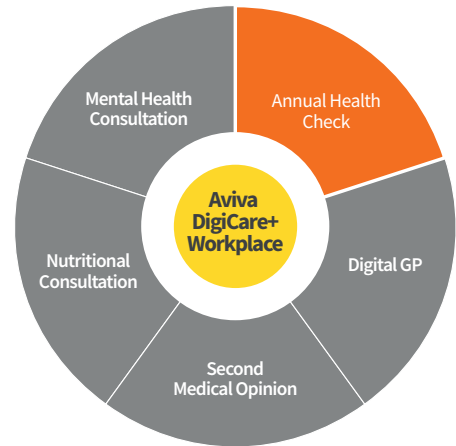 Mental Health
Consultation
Annual Health
Check
Aviva
DigiCare+
Workplace
Nutritional
Consultation
Digital GP
Second
Medical Opinion